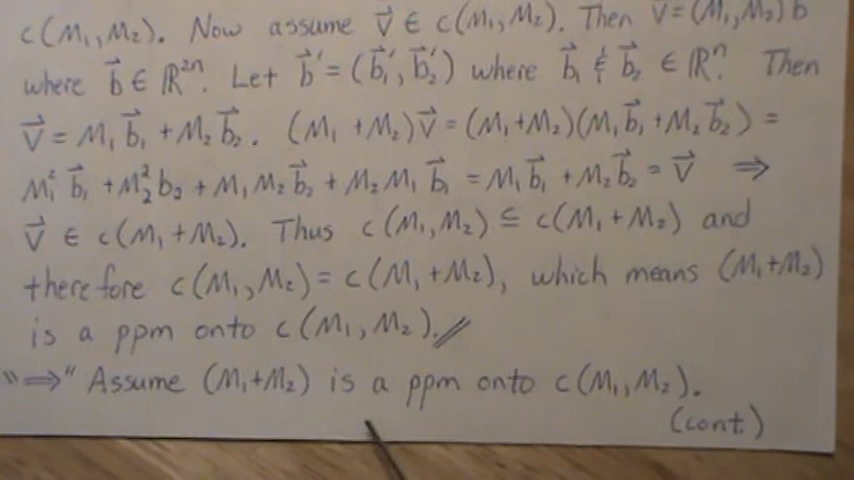 c(M₁,M₂). Now assume v⃗ ∈ c(M₁,M₂). Then v⃗=(M₁,M₂)b
where b⃗ ∈ ℝ²ⁿ. Let b⃗' = (b⃗₁', b⃗₂') where b⃗₁ & b⃗₂ ∈ ℝⁿ. Then
v⃗ = M₁b⃗₁ + M₂b⃗₂. (M₁+M₂)v⃗ = (M₁+M₂)(M₁b⃗₁+M₂b⃗₂) =
M₁²b⃗₁ + M₂²b₂ + M₁M₂b⃗₂ + M₂M₁b⃗₁ = M₁b⃗₁ + M₂b⃗₂ = v⃗ ⇒
v⃗ ∈ c(M₁+M₂). Thus c(M₁,M₂) ⊆ c(M₁+M₂) and
therefore c(M₁,M₂) = c(M₁+M₂), which means (M₁+M₂)
is a ppm onto c(M₁,M₂).//
"⇒" Assume (M₁+M₂) is a ppm onto c(M₁,M₂).
(cont.)